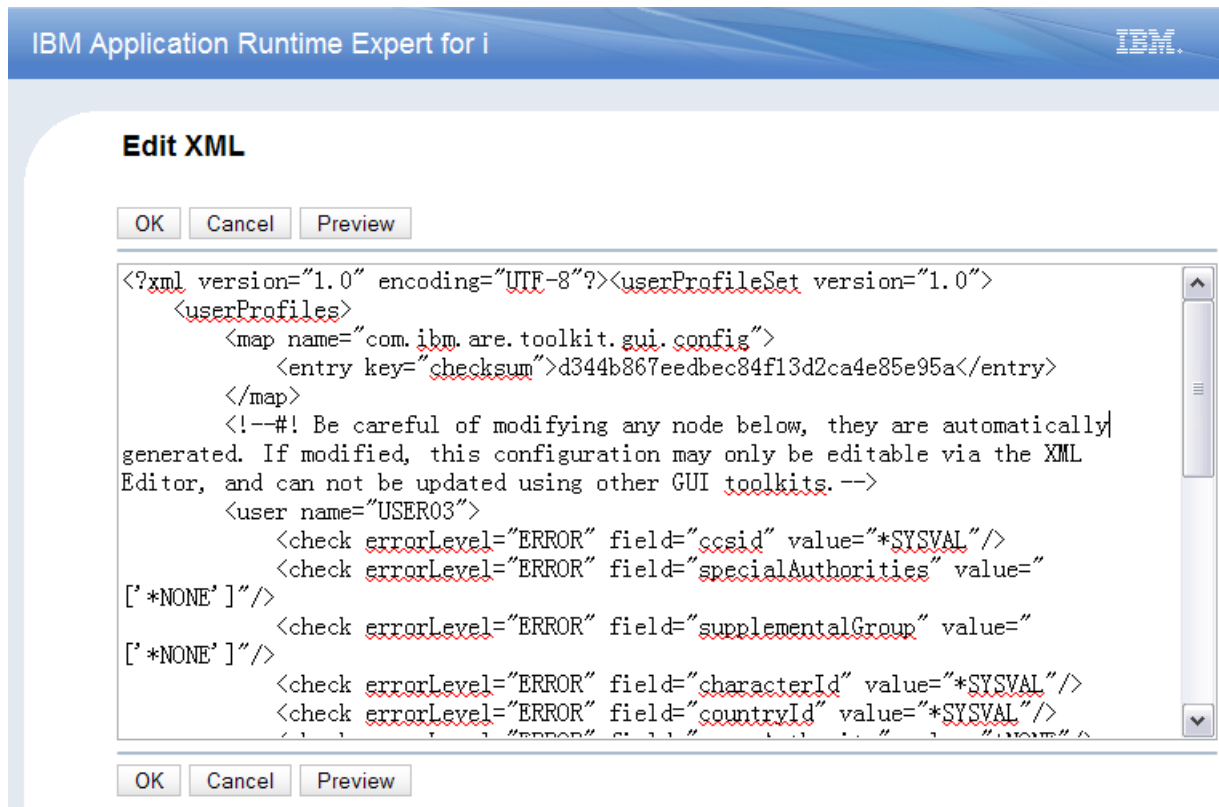 IBM Application Runtime Expert for i
IBM.
Edit XML
OK Cancel Preview
<?xml version="1.0" encoding="UTF-8"?><userProfileSet version="1.0">
<userProfiles>
<map name="com.ibm.are.toolkit.gui.config">
<entry key="checksum">d344b867eedbec84f13d2ca4e85e95a</entry>
</map>
<!--#! Be careful of modifying any node below, they are automatically
generated. If modified, this configuration may only be editable via the XML
Editor, and can not be updated using other GUI toolkits.-->
<user name="USER03">
<check errorLevel="ERROR" field="ccsid" value="*SYSVAL"/>
<check errorLevel="ERROR" field="specialAuthorities" value="
['*NONE']"/>
<check errorLevel="ERROR" field="supplementalGroup" value="
['*NONE']"/>
<check errorLevel="ERROR" field="characterId" value="*SYSVAL"/>
<check errorLevel="ERROR" field="countryId" value="*SYSVAL"/>
OK Cancel Preview